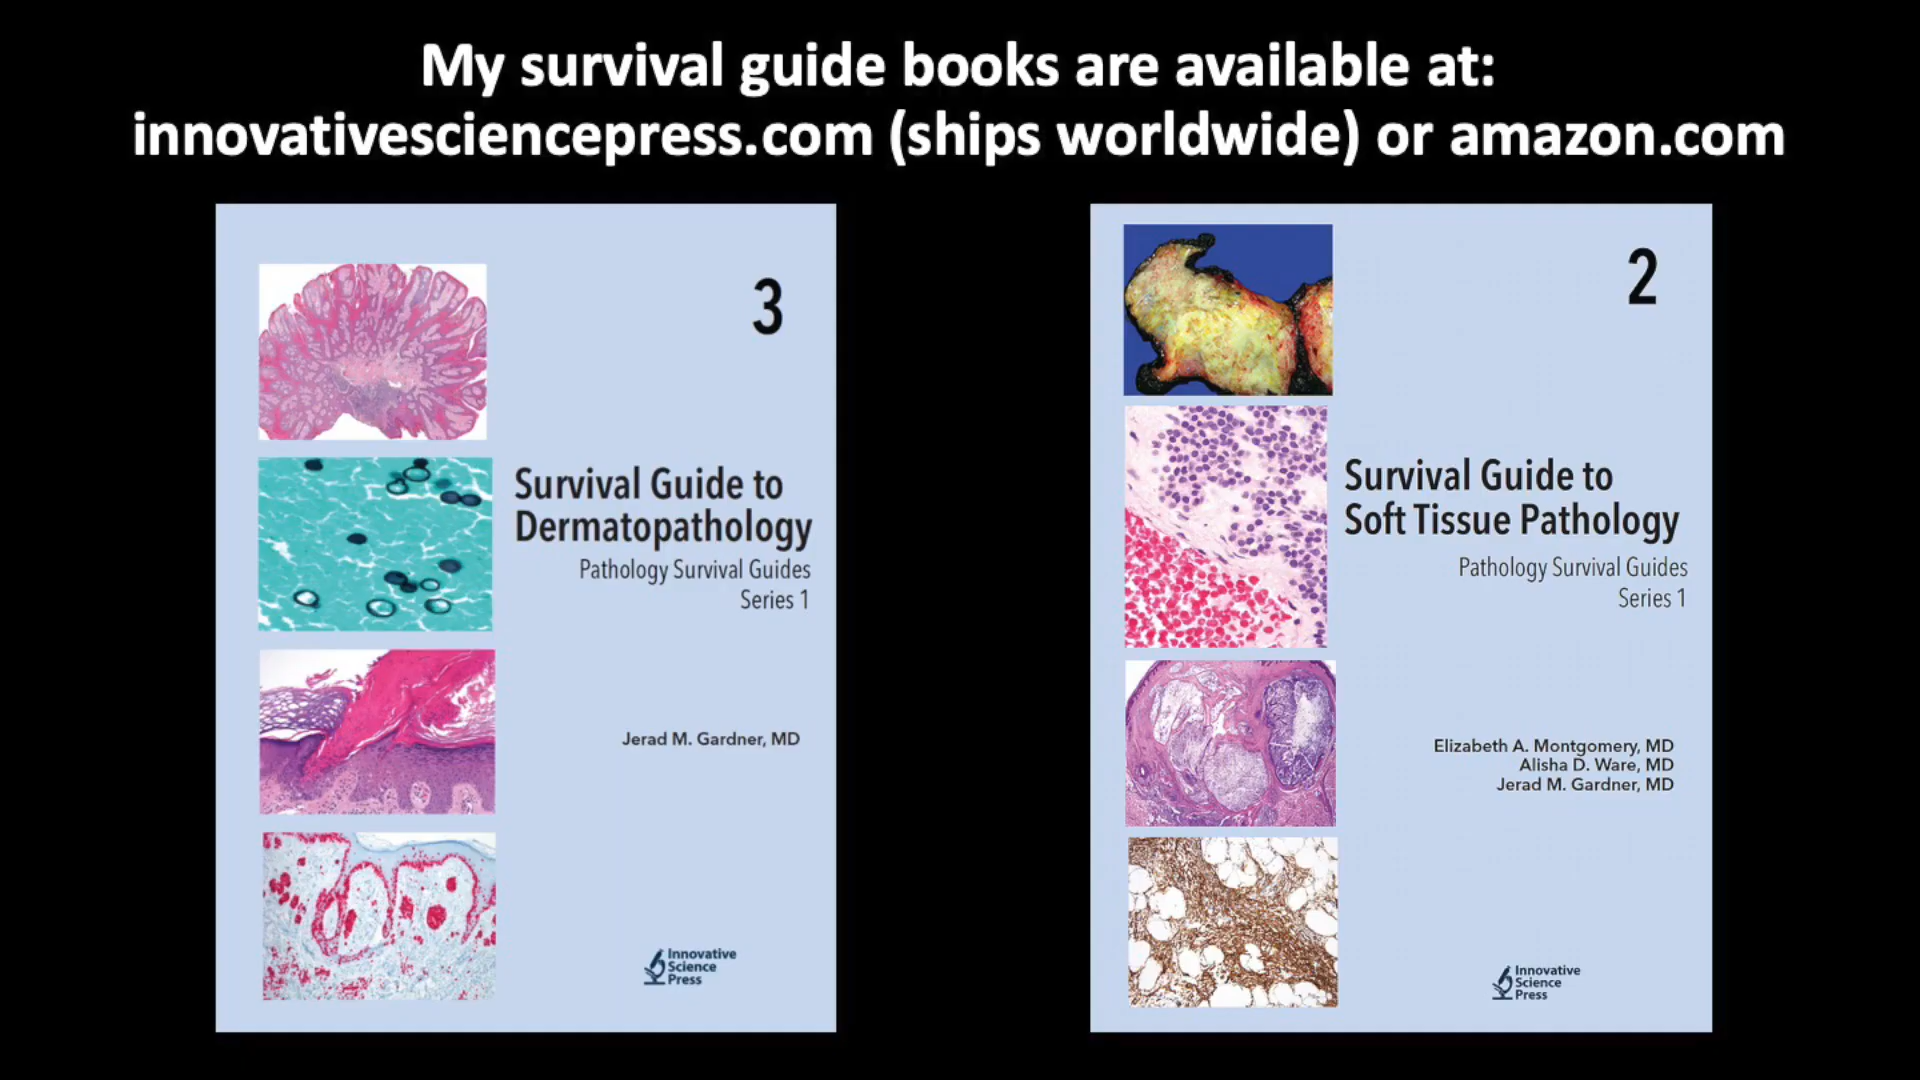 My survival guide books are available at:
innovativesciencepress.com (ships worldwide) or amazon.com
3
Survival Guide to
Dermatopathology
Pathology Survival Guides
Series 1
Jerad M. Gardner, MD
Innovative
Science
Press
2
Survival Guide to
Soft Tissue Pathology
Pathology Survival Guides
Series 1
Elizabeth A. Montgomery, MD
Alisha D. Ware, MD
Jerad M. Gardner, MD
Innovative
Science
Press